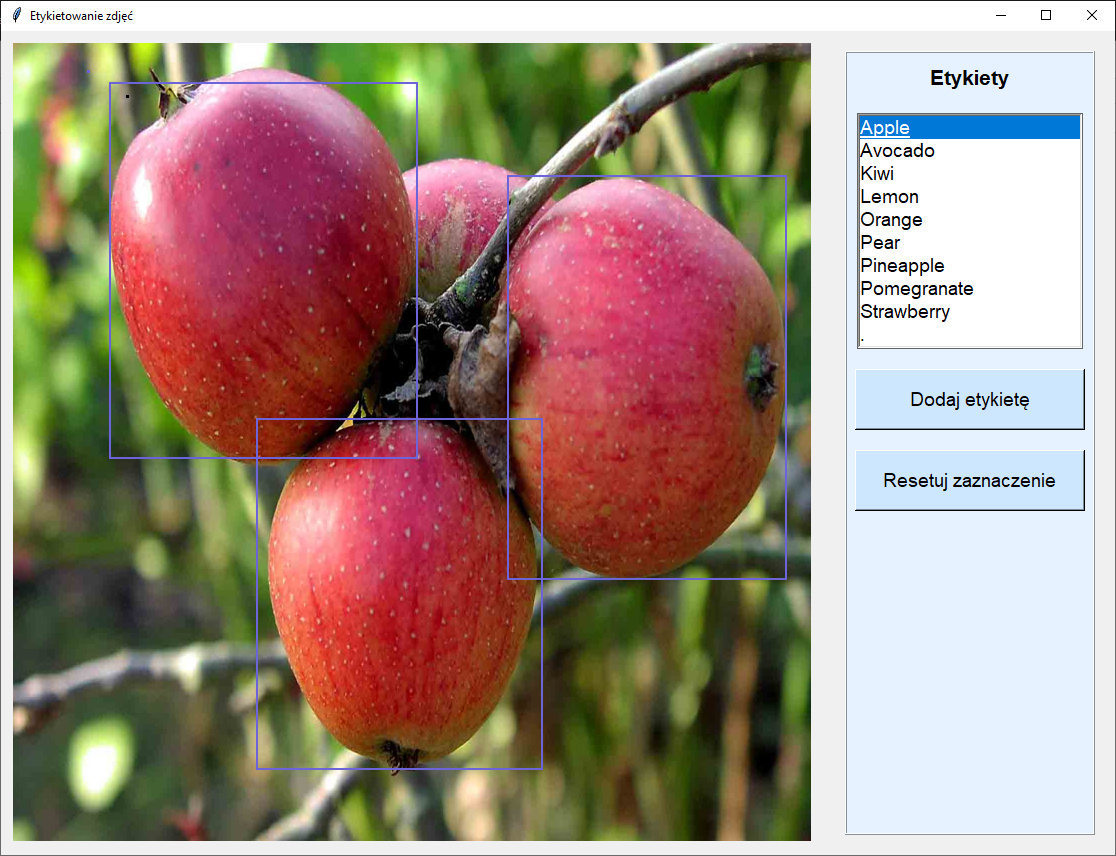 Etykietowanie zdjęć
Etykiety
Apple
Avocado
Kiwi
Lemon
Orange
Pear
Pineapple
Pomegranate
Strawberry
.
Dodaj etykietę
Resetuj zaznaczenie